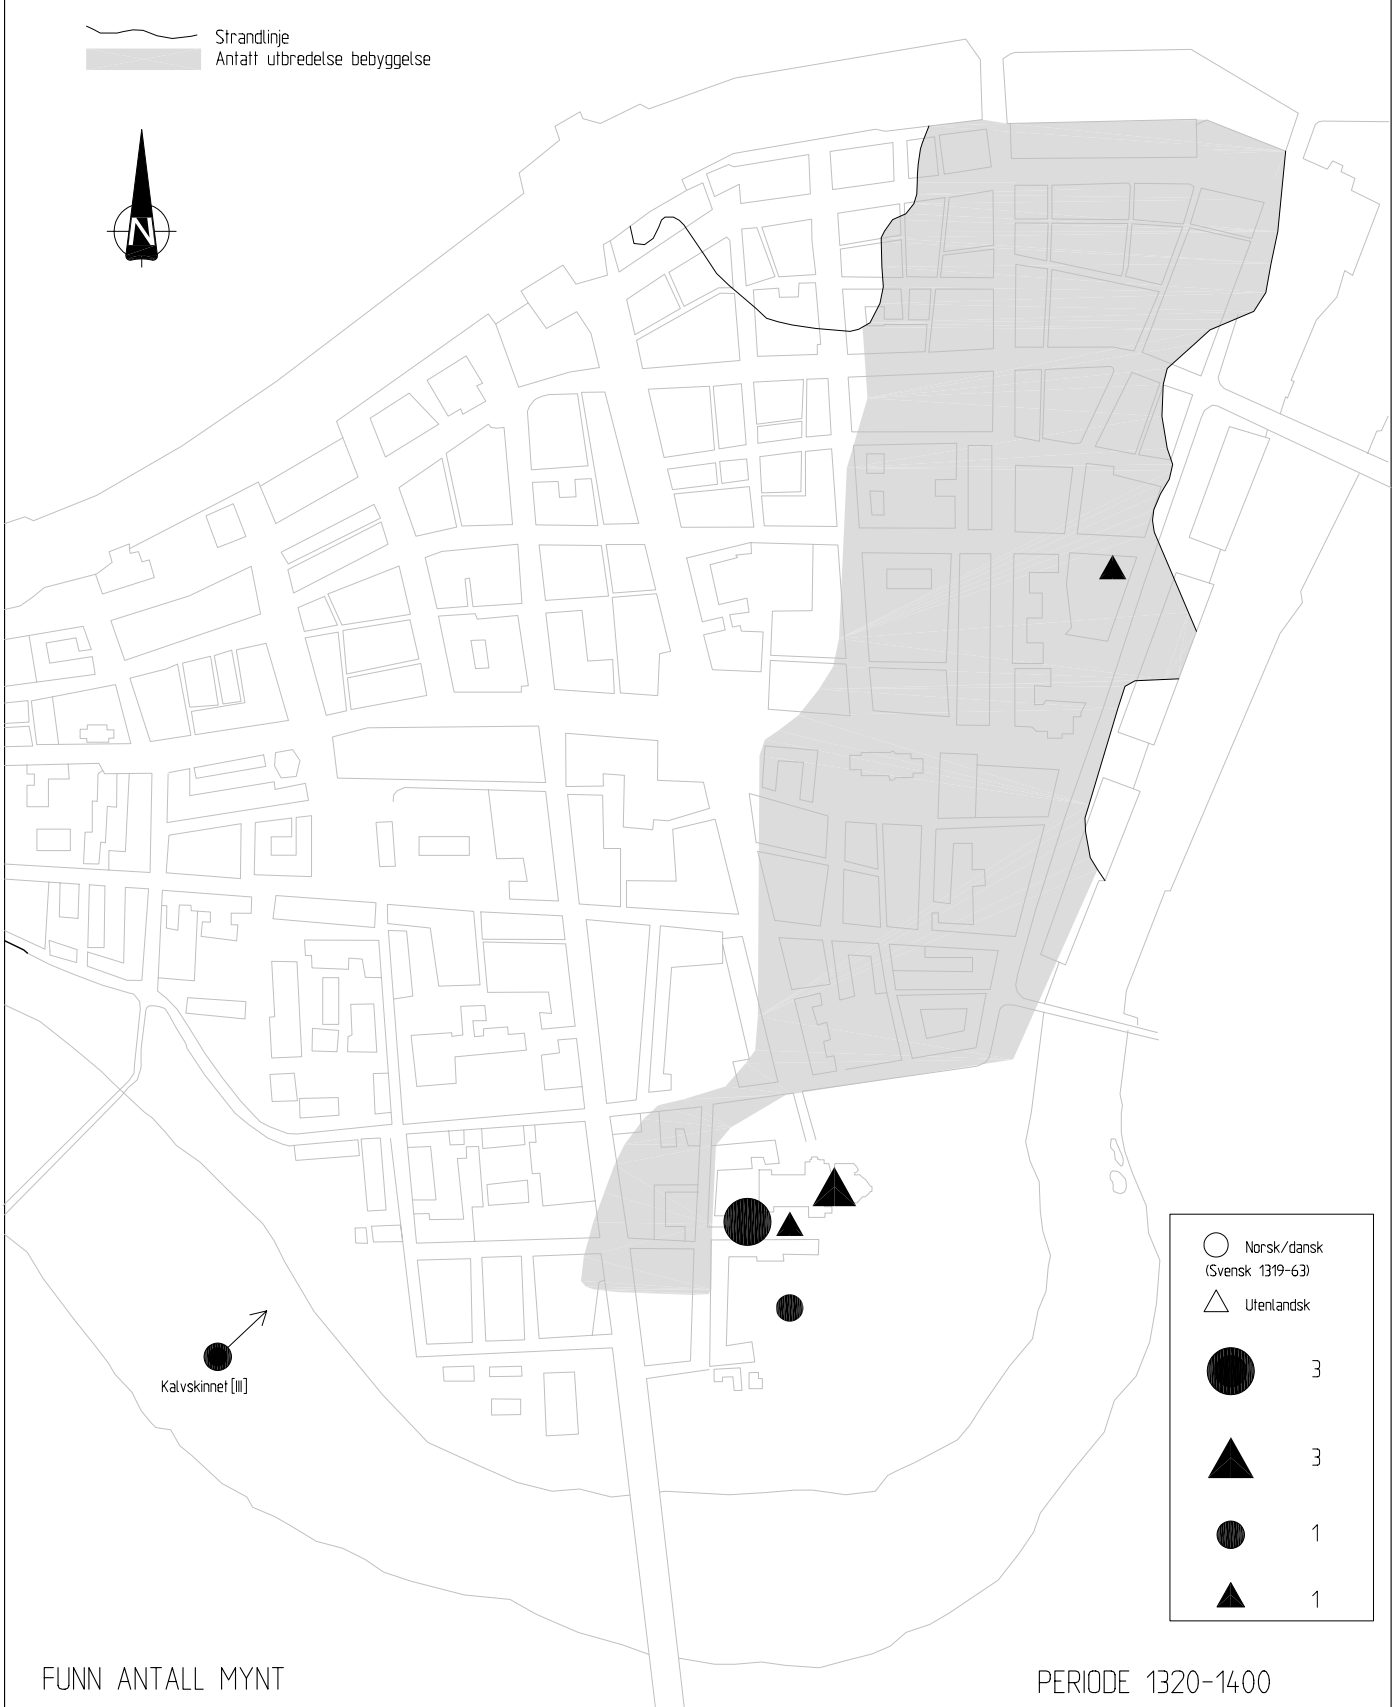 Strandlinje
Antatt utbredelse bebyggelse
N
Kalvskinnet [III]
Norsk/dansk
(Svensk 1319-63)
Utenlandsk
3
3
1
1
FUNN ANTALL MYNT
PERIODE 1320-1400